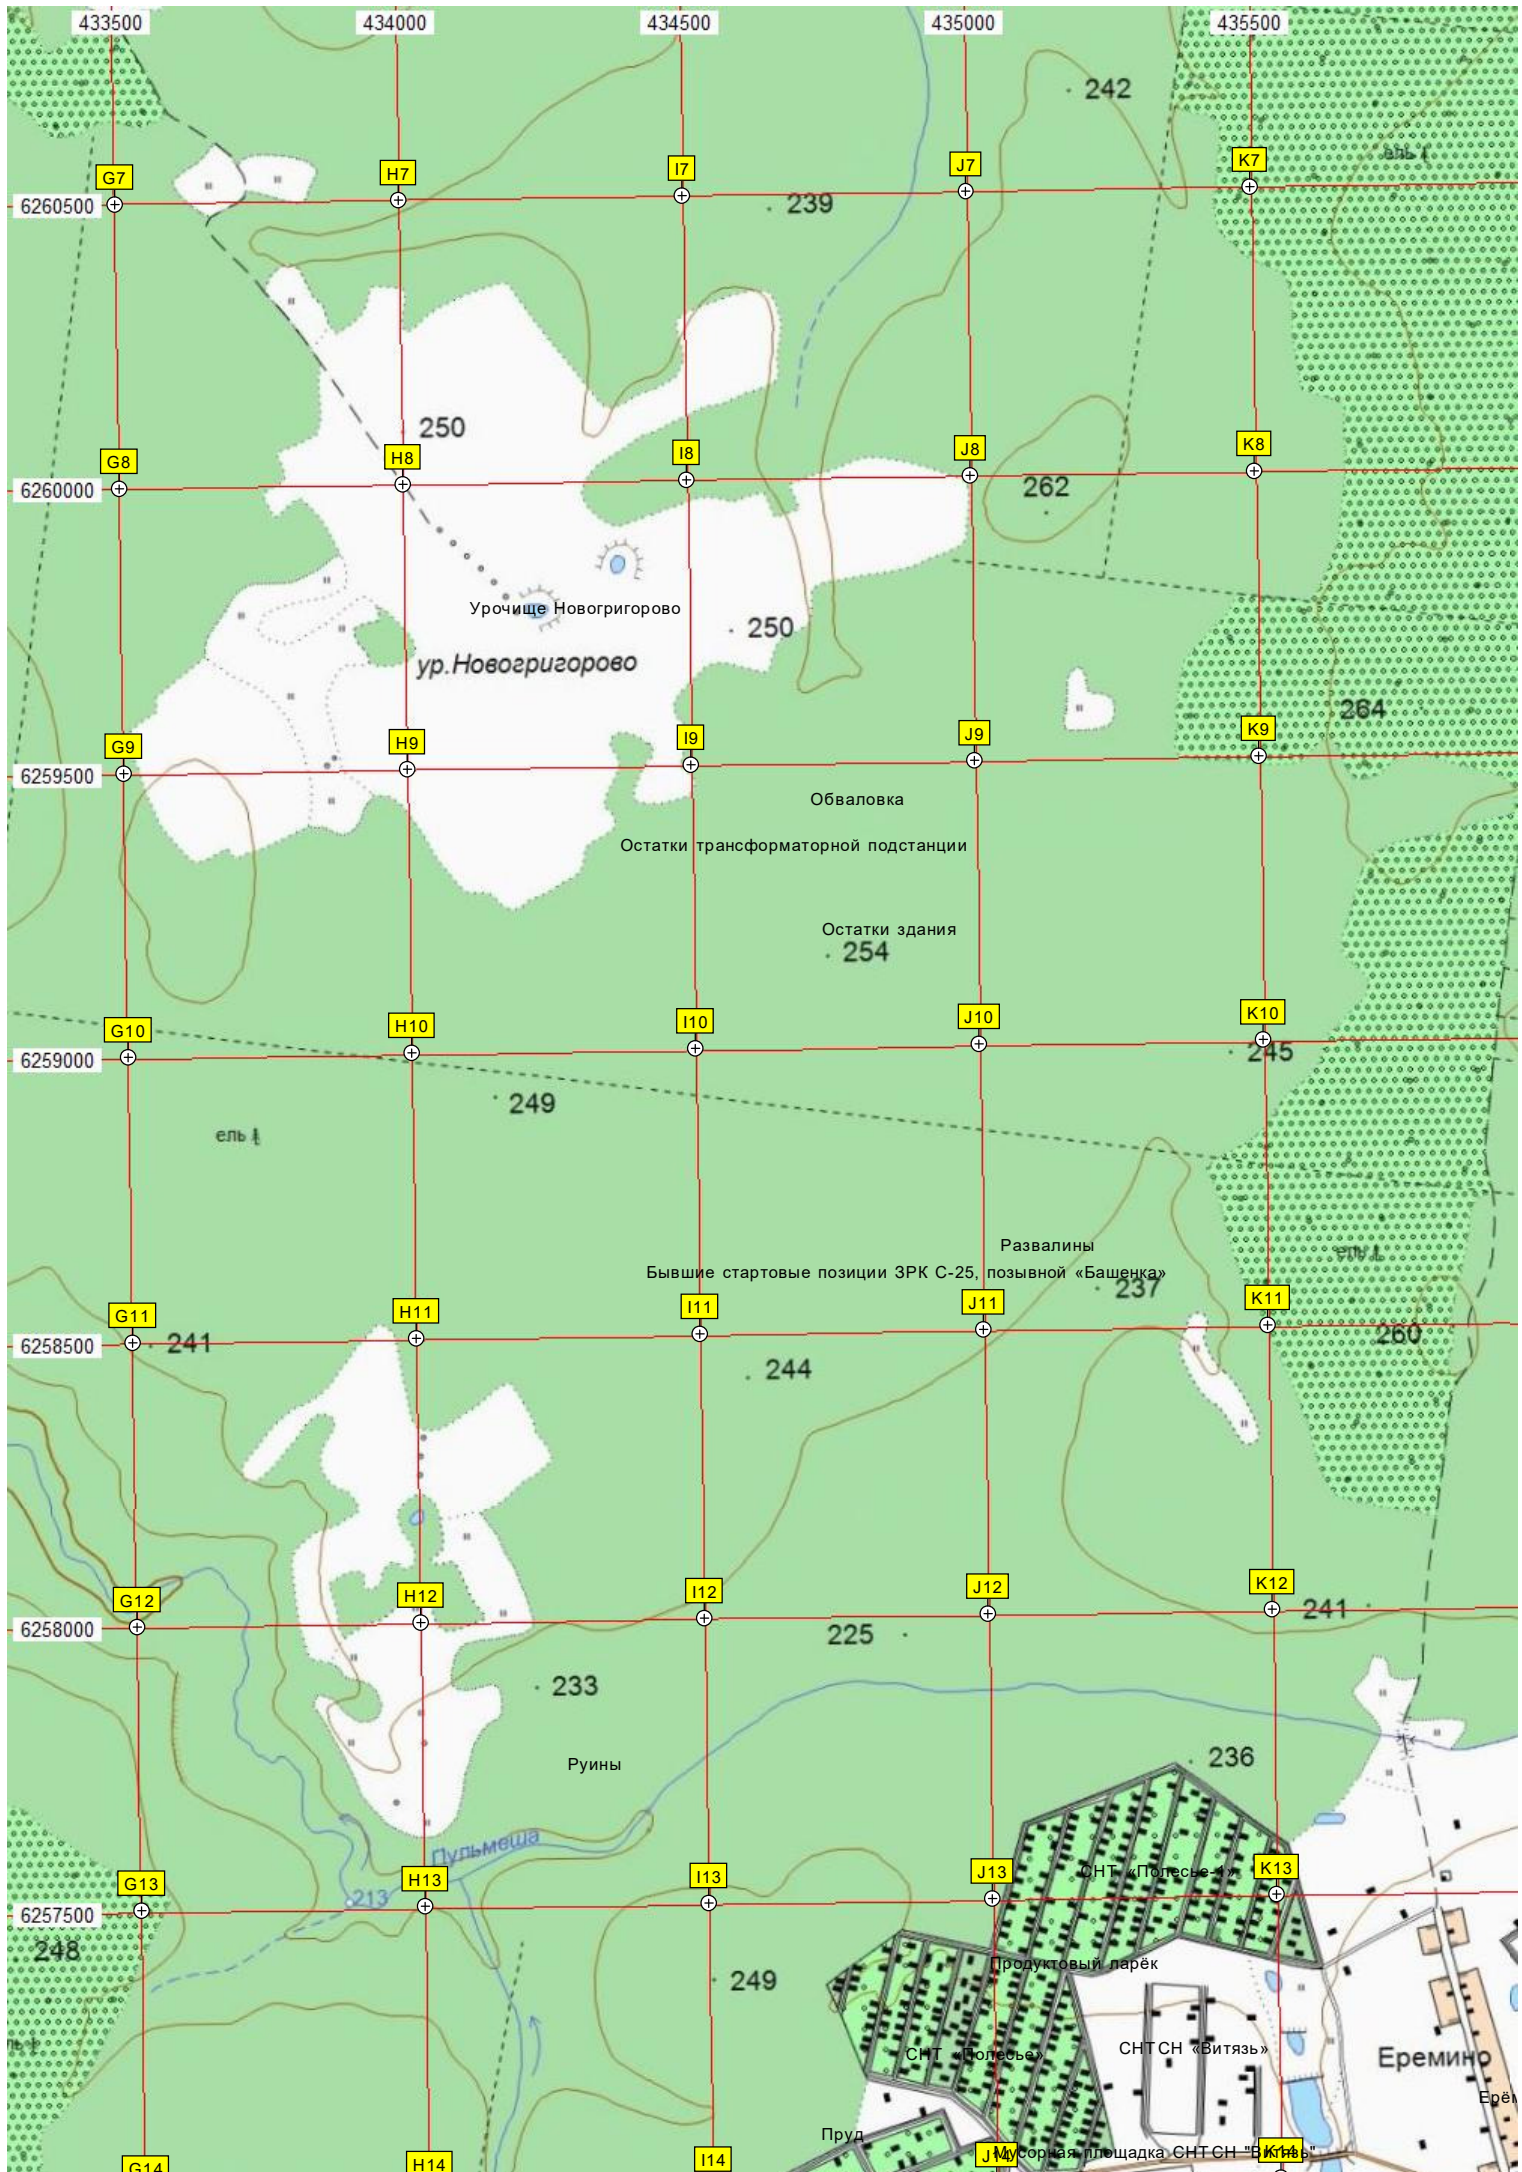 433500 434000 434500 435000 435500
242
ель
K7
J7
I7
H7
G7
6260500
239
250
K8
J8
I8
H8
G8
6260000
262
Урочище Новогригорово
250
ур.Новогригорово
264
K9
J9
I9
H9
G9
6259500
Обваловка
Остатки трансформаторной подстанции
Остатки здания
254
K10
J10
I10
H10
G10
245
6259000
249
ель
Развалины
ель
Бывшие стартовые позиции ЗРК С-25, позывной «Башенка»
237
K11
J11
I11
H11
G11
241
260
6258500
244
K12
J12
I12
H12
G12
241
6258000
225
233
236
Руины
Пульмеша
СНТ «Полесье-1»
K13
J13
I13
H13
G13
213
6257500
248
Продуктовый ларёк
249
СНТ «Полесье»
СНТСН «Витязь»
Еремино
Пруд
Мусорная площадка СНТСН "Витязь"
K14
J14
I14
H14
G14